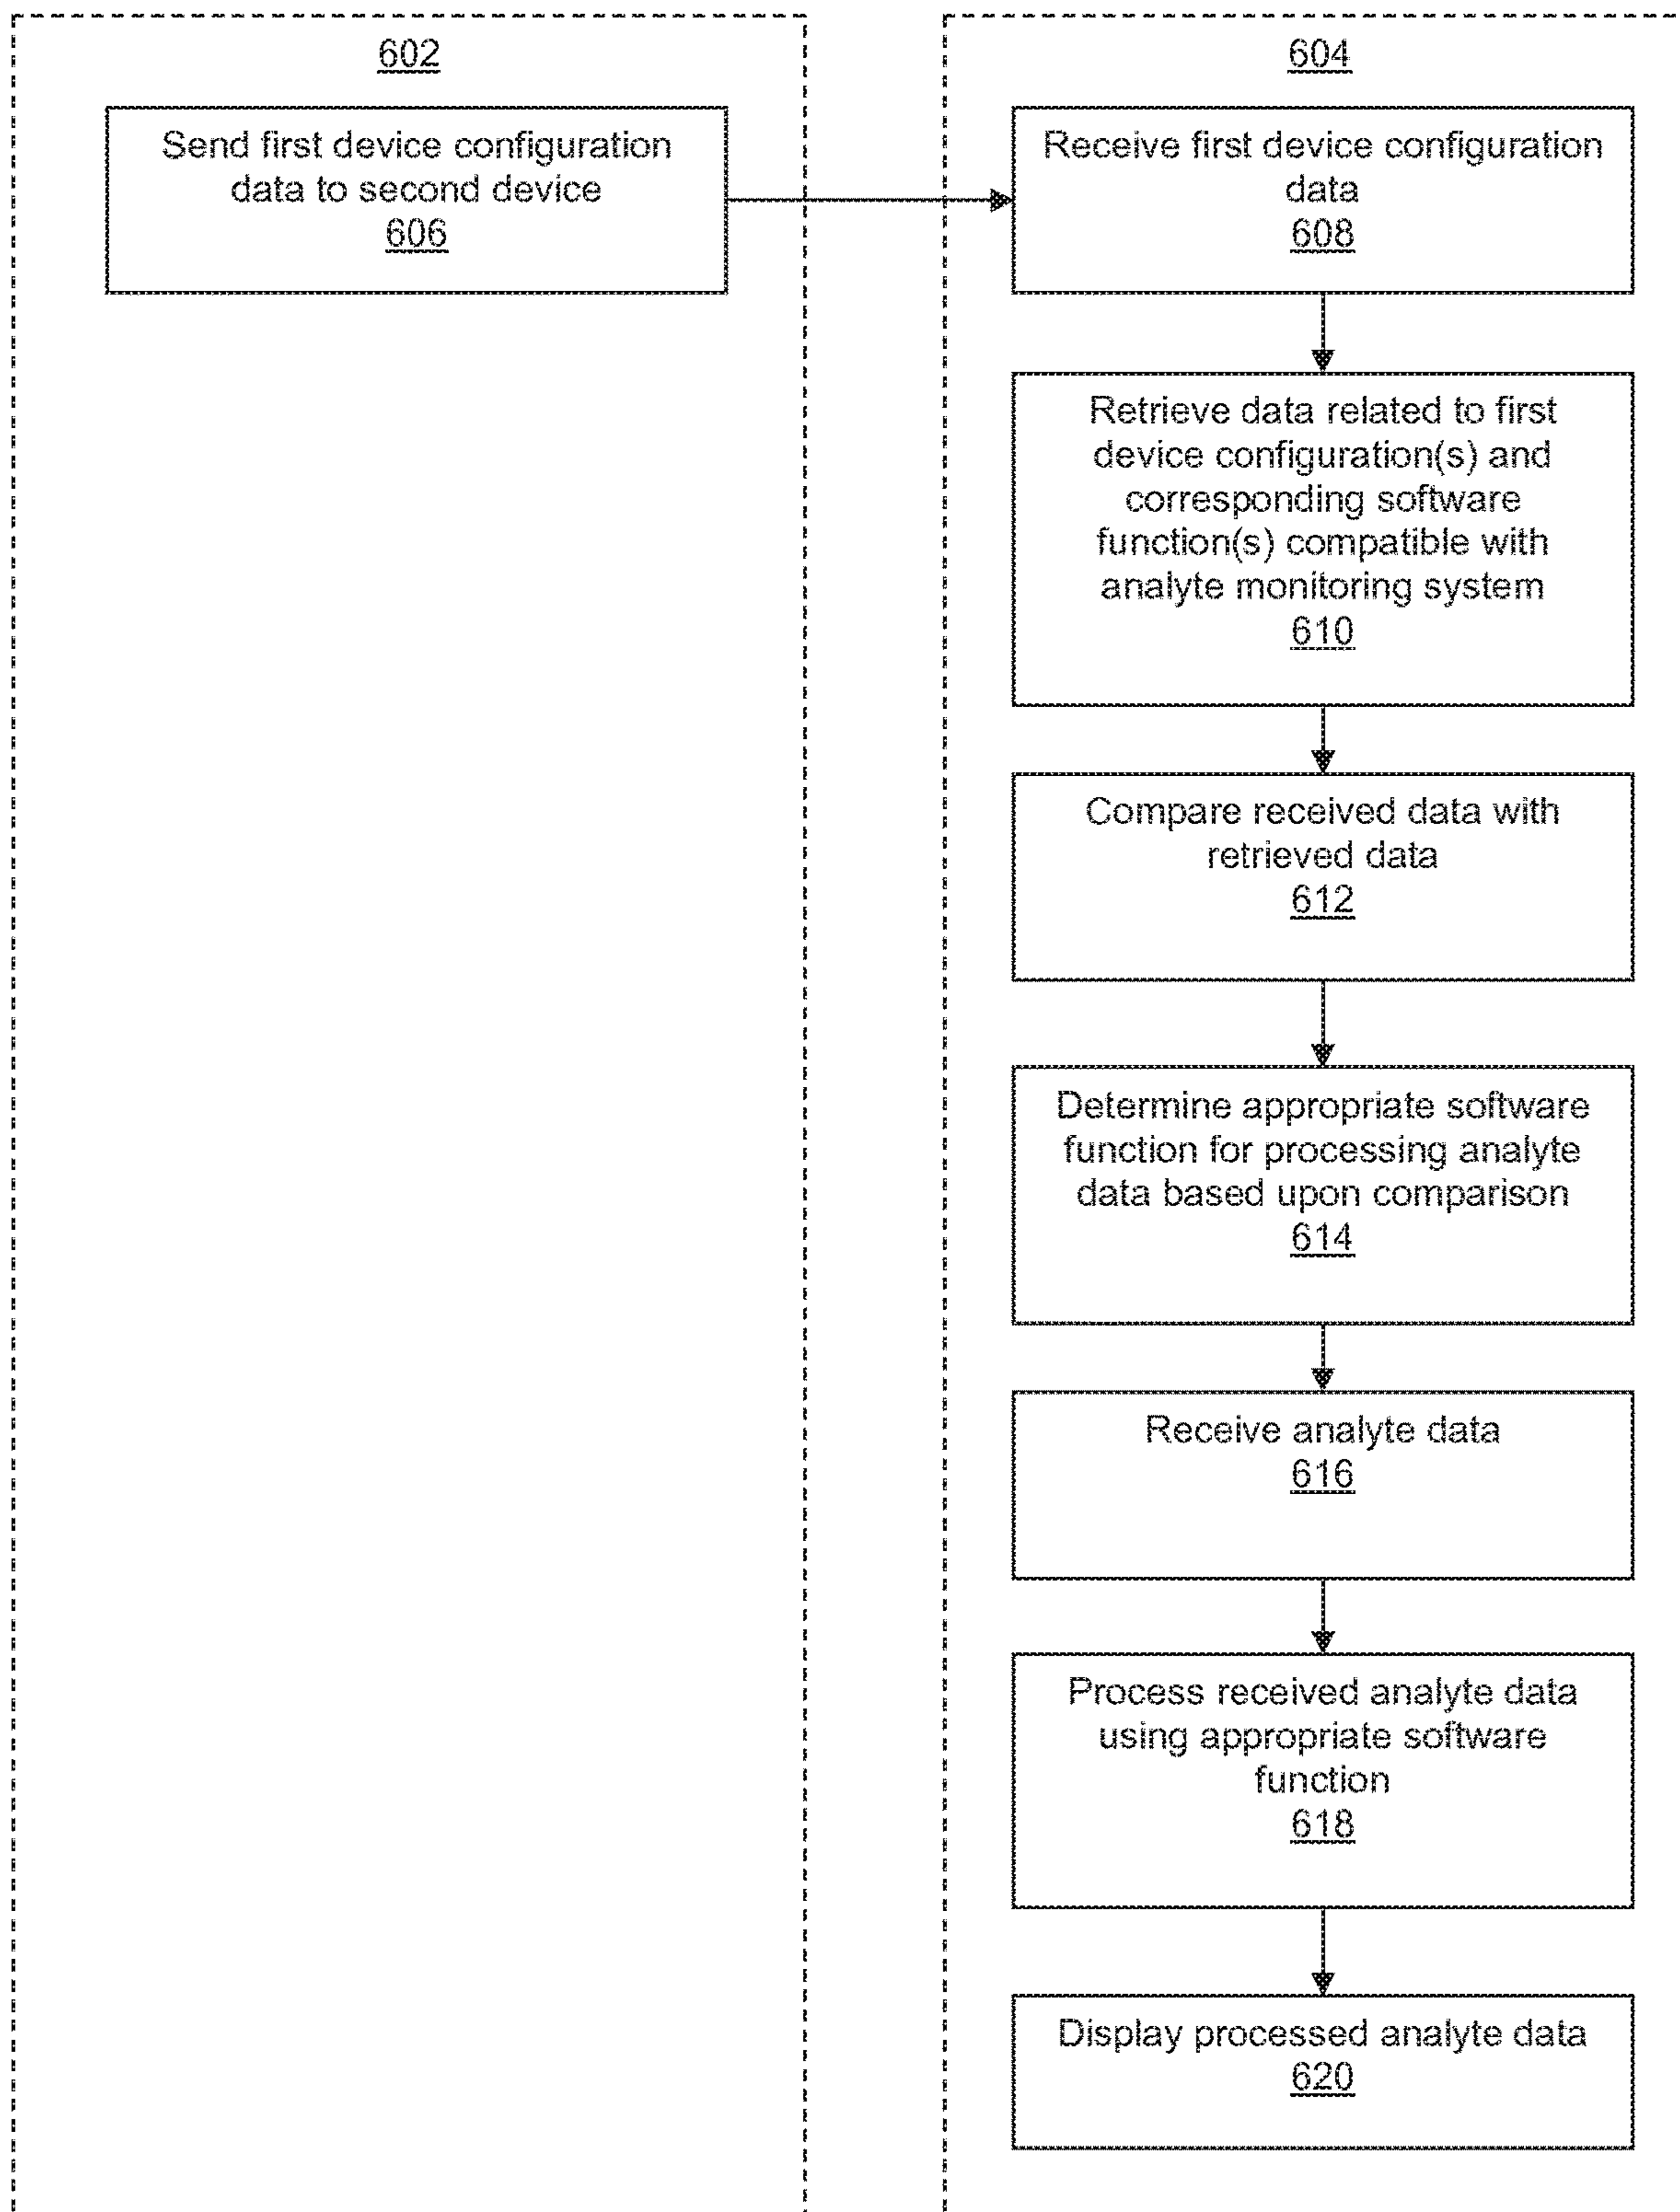 602
Send first device configuration
data to second device
606
604
Receive first device configuration
data
608
Retrieve data related to first
device configuration(s) and
corresponding software
function(s) compatible with
analyte monitoring system
610
Compare received data with
retrieved data
612
Determine appropriate software
function for processing analyte
data based upon comparison
614
Receive analyte data
616
Process received analyte data
using appropriate software
function
618
Display processed analyte data
620